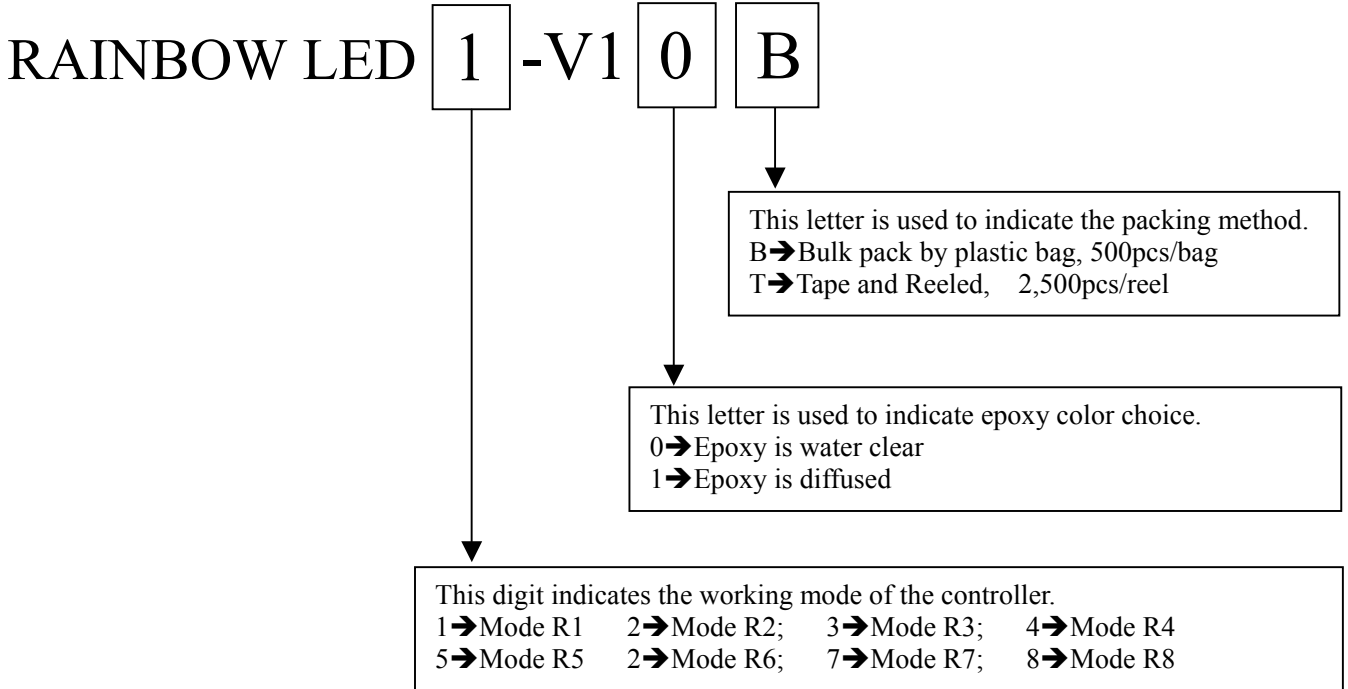 RAINBOW LED 1 -V1 0 B
This letter is used to indicate the packing method.
B➔Bulk pack by plastic bag, 500pcs/bag
T➔Tape and Reeled, 2,500pcs/reel
This letter is used to indicate epoxy color choice.
0➔Epoxy is water clear
1➔Epoxy is diffused
This digit indicates the working mode of the controller.
1➔Mode R1 2➔Mode R2; 3➔Mode R3; 4➔Mode R4
5➔Mode R5 2➔Mode R6; 7➔Mode R7; 8➔Mode R8